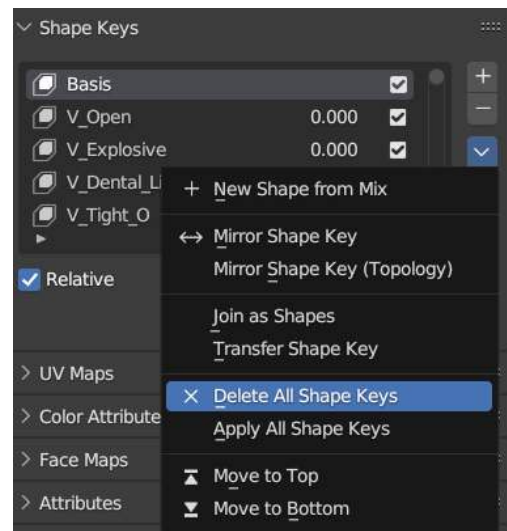 Shape Keys
Basis
V_Open 0.000
V_Explosive 0.000
V_Dental_Li
V_Tight_O
Relative
New Shape from Mix
Mirror Shape Key
Mirror Shape Key (Topology)
Join as Shapes
Transfer Shape Key
Delete All Shape Keys
Apply All Shape Keys
Move to Top
Move to Bottom
UV Maps
Color Attribute
Face Maps
Attributes